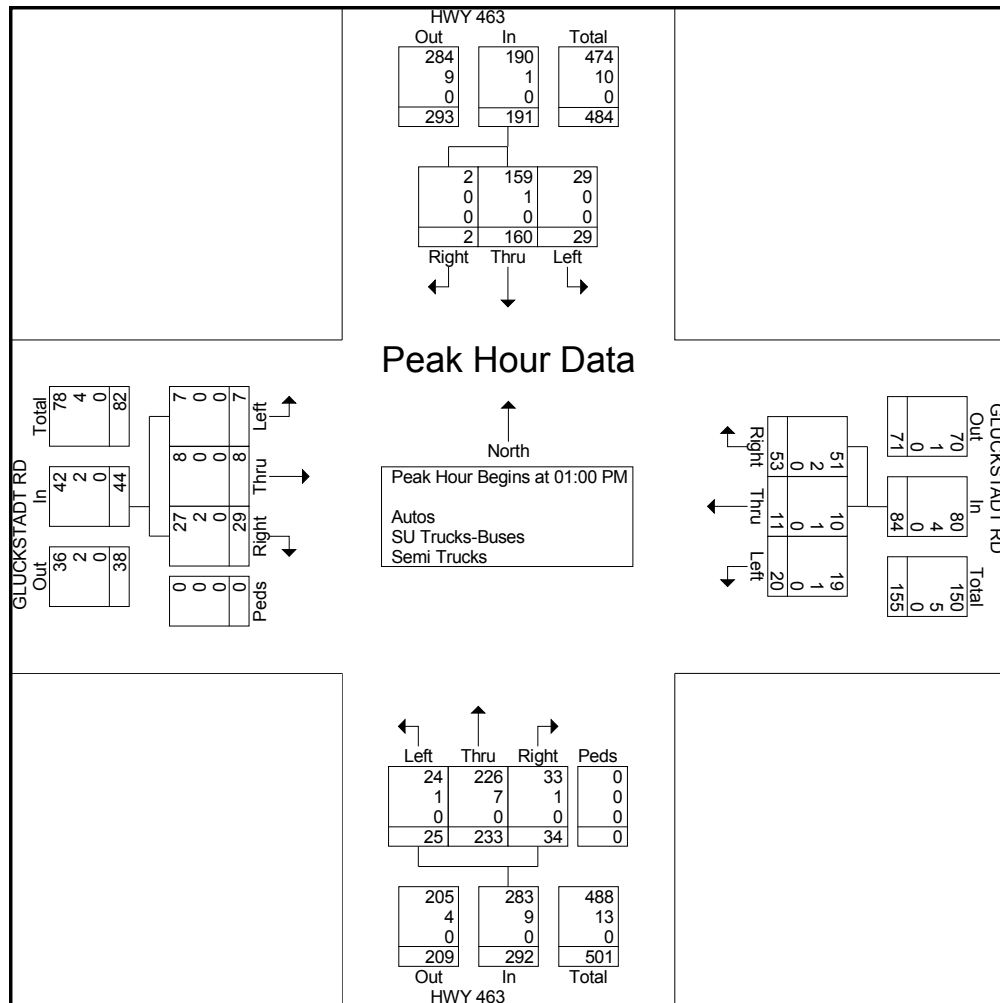 HWY 463
Out In Total
284 190 474
9 1 10
0 0 0
293 191 484
2 159 29
0 1 0
0 0 0
2 160 29
Right Thru Left
Peak Hour Data
North
Peak Hour Begins at 01:00 PM
Autos
SU Trucks-Buses
Semi Trucks
GLUCKSTADT RD
Total In Out
78 42 36
4 2 2
0 0 0
82 44 38
7 8 27 0
0 0 2 0
0 0 0 0
7 8 29 0
Left Thru Right Peds
GLUCKSTADT RD
Out In Total
70 80 150
1 4 5
0 0 0
71 84 155
51 10 19
2 1 1
0 0 0
53 11 20
Right Thru Left
Left Thru Right Peds
24 226 33 0
1 7 1 0
0 0 0 0
25 233 34 0
205 283 488
4 9 13
0 0 0
209 292 501
Out In Total
HWY 463